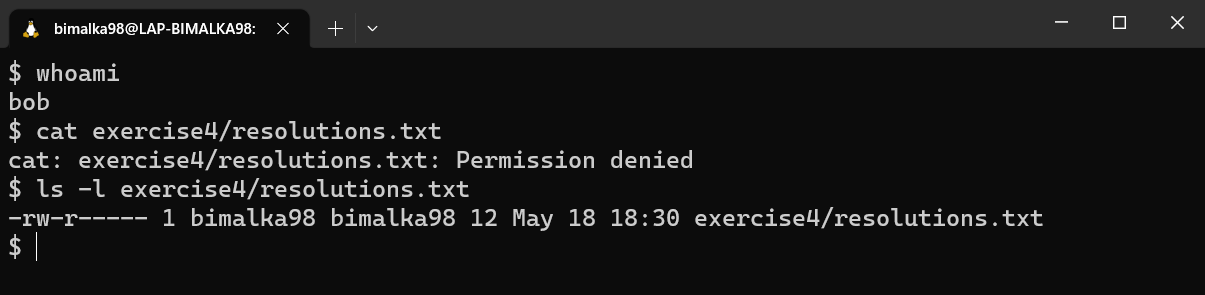 bimalka98@LAP-BIMALKA98:
$ whoami
bob
$ cat exercise4/resolutions.txt
cat: exercise4/resolutions.txt: Permission denied
$ ls -l exercise4/resolutions.txt
-rw-r----- 1 bimalka98 bimalka98 12 May 18 18:30 exercise4/resolutions.txt
$